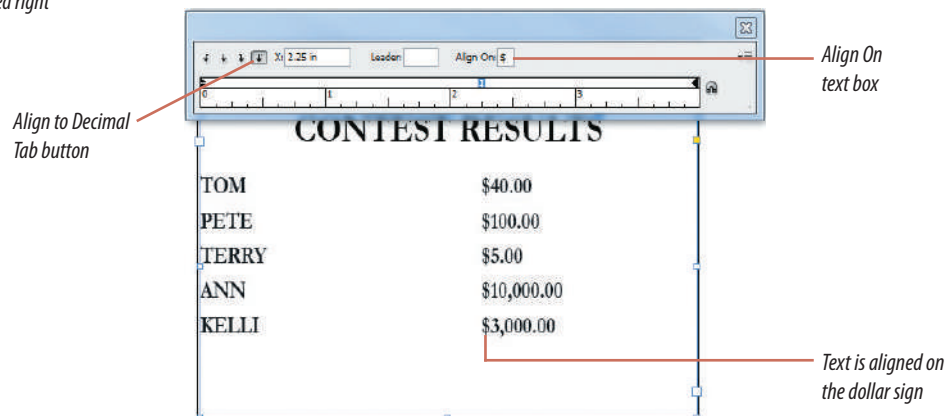 ed right
X: 2.25 in Leader: Align On: $
Align On
text box
0 1 2 3
Align to Decimal
Tab button
CONTEST RESULTS
TOM $40.00
PETE $100.00
TERRY $5.00
ANN $10,000.00
KELLI $3,000.00
Text is aligned on
the dollar sign